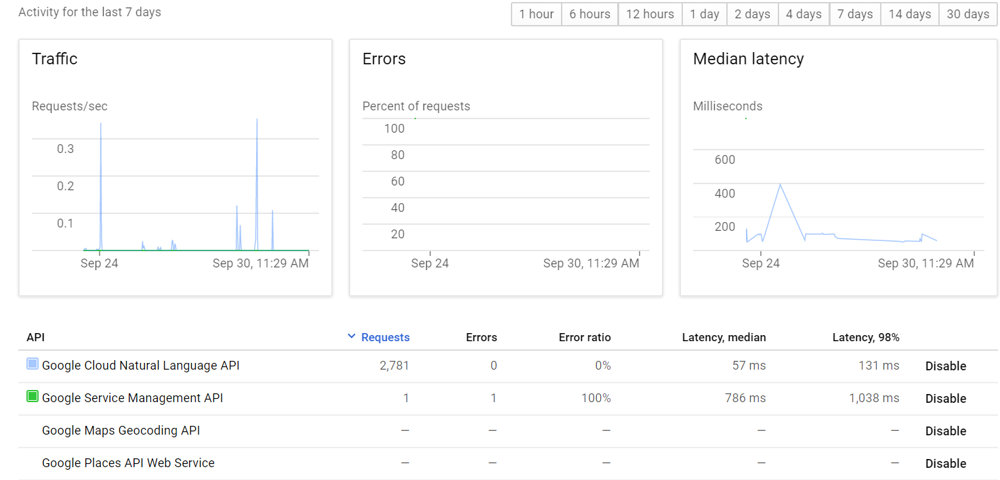 Activity for the last 7 days
1 hour 6 hours 12 hours 1 day 2 days 4 days 7 days 14 days 30 days
Traffic
Requests/sec
0.3
0.2
0.1
Sep 24 Sep 30, 11:29 AM
Errors
Percent of requests
100
80
60
40
20
Sep 24 Sep 30, 11:29 AM
Median latency
Milliseconds
600
400
200
Sep 24 Sep 30, 11:29 AM
API Requests Errors Error ratio Latency, median Latency, 98%
Google Cloud Natural Language API 2,781 0 0% 57 ms 131 ms Disable
Google Service Management API 1 1 100% 786 ms 1,038 ms Disable
Google Maps Geocoding API — — — — — Disable
Google Places API Web Service — — — — — Disable